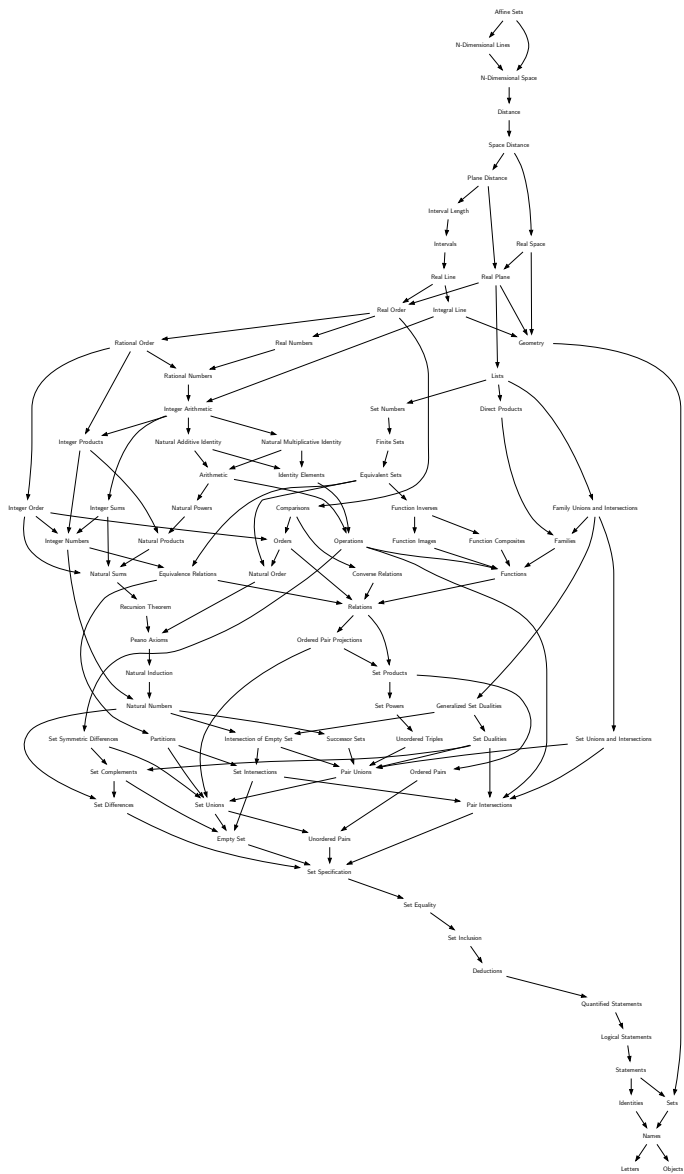 Affine Sets
N-Dimensional Lines
N-Dimensional Space
Distance
Space Distance
Plane Distance
Interval Length
Intervals Real Space
Real Line Real Plane
Real Order Integral Line
Rational Order Real Numbers Geometry
Rational Numbers Lists
Integer Arithmetic Set Numbers Direct Products
Integer Products Natural Additive Identity Natural Multiplicative Identity Finite Sets
Arithmetic Identity Elements Equivalent Sets
Integer Order Integer Sums Natural Powers Comparisons Function Inverses Family Unions and Intersections
Integer Numbers Natural Products Orders Operations Function Images Function Composites Families
Natural Sums Equivalence Relations Natural Order Converse Relations Functions
Recursion Theorem Relations
Peano Axioms Ordered Pair Projections
Natural Induction Set Products
Natural Numbers Set Powers Generalized Set Dualities
Set Symmetric Differences Partitions Intersection of Empty Set Successor Sets Unordered Triples Set Dualities Set Unions and Intersections
Set Complements Set Intersections Pair Unions Ordered Pairs
Set Differences Set Unions Pair Intersections
Empty Set Unordered Pairs
Set Specification
Set Equality
Set Inclusion
Deductions
Quantified Statements
Logical Statements
Statements
Identities Sets
Names
Letters Objects